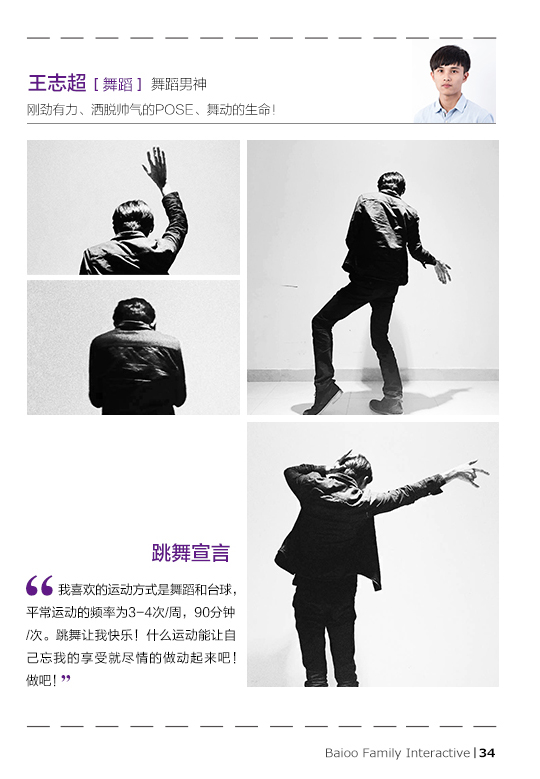 王志超 [ 舞蹈 ] 舞蹈男神
刚劲有力、洒脱帅气的POSE、舞动的生命!
跳舞宣言
“我喜欢的运动方式是舞蹈和台球,
平常运动的频率为3-4次/周，90分钟
/次。跳舞让我快乐！什么运动能让自
己忘我的享受就尽情的做动起来吧!
做吧!”
Baioo Family Interactive | 34